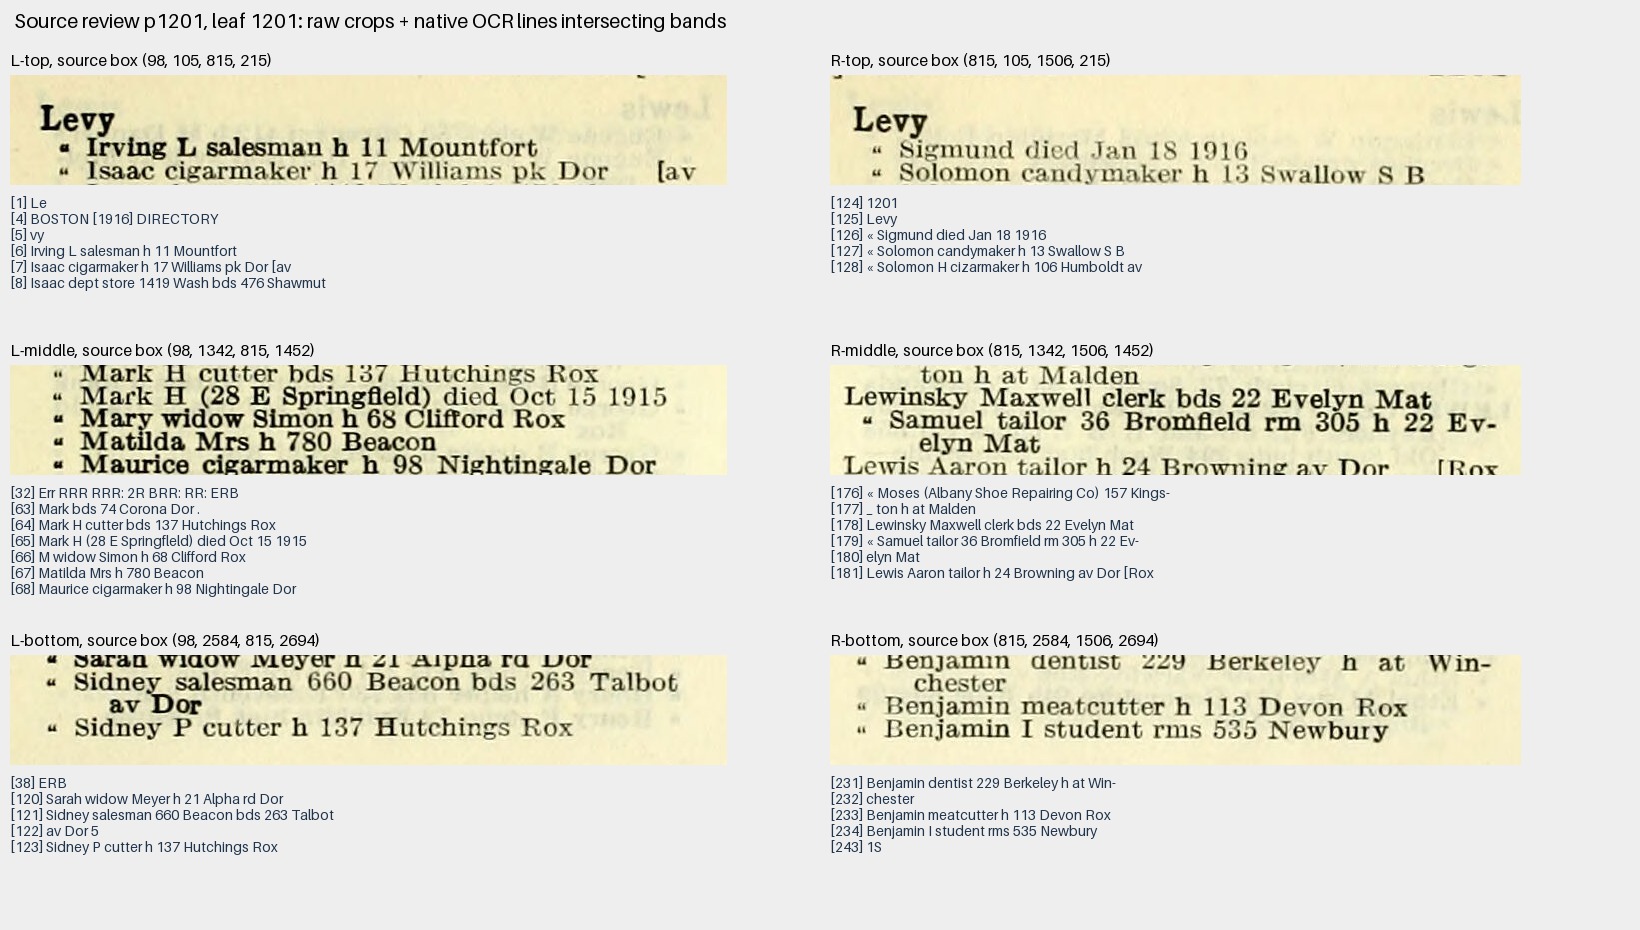 Source review p1201, leaf 1201: raw crops + native OCR lines intersecting bands
L-top, source box (98, 105, 815, 215)
Levy
" Irving L salesman h 11 Mountfort
" Isaac cigarmaker h 17 Williams pk Dor [av
[1] Le
[4] BOSTON [1916] DIRECTORY
[5] vy
[6] Irving L salesman h 11 Mountfort
[7] Isaac cigarmaker h 17 Williams pk Dor [av
[8] Isaac dept store 1419 Wash bds 476 Shawmut
R-top, source box (815, 105, 1506, 215)
Levy
" Sigmund died Jan 18 1916
" Solomon candymaker h 13 Swallow S B
[124] 1201
[125] Levy
[126] « Sigmund died Jan 18 1916
[127] « Solomon candymaker h 13 Swallow S B
[128] « Solomon H cizarmaker h 106 Humboldt av
L-middle, source box (98, 1342, 815, 1452)
" Mark H cutter bds 137 Hutchings Rox
" Mark H (28 E Springfield) died Oct 15 1915
" Mary widow Simon h 68 Clifford Rox
" Matilda Mrs h 780 Beacon
" Maurice cigarmaker h 98 Nightingale Dor
[32] Err RRR RRR: 2R BRR: RR: ERB
[63] Mark bds 74 Corona Dor .
[64] Mark H cutter bds 137 Hutchings Rox
[65] Mark H (28 E Springfleld) died Oct 15 1915
[66] M widow Simon h 68 Clifford Rox
[67] Matilda Mrs h 780 Beacon
[68] Maurice cigarmaker h 98 Nightingale Dor
R-middle, source box (815, 1342, 1506, 1452)
ton h at Malden
Lewinsky Maxwell clerk bds 22 Evelyn Mat
" Samuel tailor 36 Bromfield rm 305 h 22 Ev-
elyn Mat
Lewis Aaron tailor h 24 Browning av Dor [Rox
[176] « Moses (Albany Shoe Repairing Co) 157 Kings-
[177] _ ton h at Malden
[178] Lewinsky Maxwell clerk bds 22 Evelyn Mat
[179] « Samuel tailor 36 Bromfield rm 305 h 22 Ev-
[180] elyn Mat
[181] Lewis Aaron tailor h 24 Browning av Dor [Rox
L-bottom, source box (98, 2584, 815, 2694)
" Sarah widow Meyer h 21 Alpha rd Dor
" Sidney salesman 660 Beacon bds 263 Talbot
av Dor
" Sidney P cutter h 137 Hutchings Rox
[38] ERB
[120] Sarah widow Meyer h 21 Alpha rd Dor
[121] Sidney salesman 660 Beacon bds 263 Talbot
[122] av Dor 5
[123] Sidney P cutter h 137 Hutchings Rox
R-bottom, source box (815, 2584, 1506, 2694)
" Benjamin dentist 229 Berkeley h at Win-
chester
" Benjamin meatcutter h 113 Devon Rox
" Benjamin I student rms 535 Newbury
[231] Benjamin dentist 229 Berkeley h at Win-
[232] chester
[233] Benjamin meatcutter h 113 Devon Rox
[234] Benjamin I student rms 535 Newbury
[243] 1S